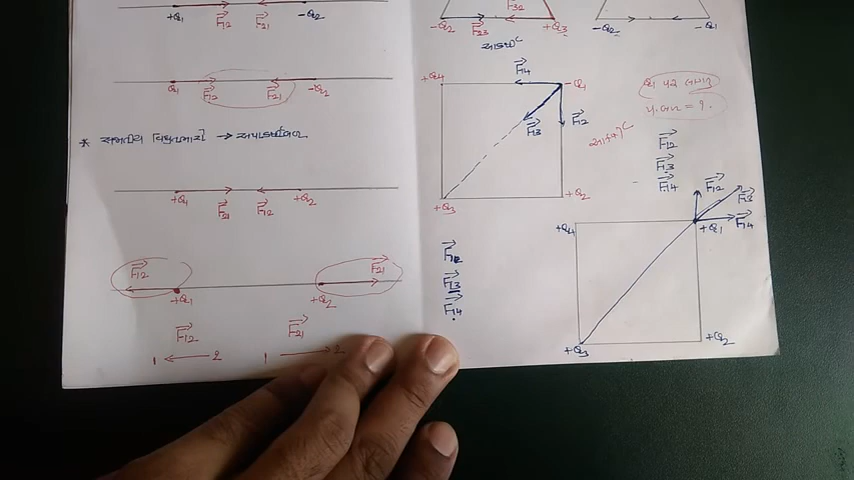 +Q₁ F₁₂ F₂₁ -Q₂
+Q₁ F₁₂ F₂₁ -Q₂
* સજાતીય વિદ્યુતભારો → અપાકર્ષણબળ
+Q₁ F₂₁ F₁₂ +Q₂
F₁₂ F₂₁
+Q₁ +Q₂
F₁₂ F₂₁
1 ← 2 1 → 2
F₃₂
-Q₂ F₂₃ +Q₃
-Q₂ -Q₁
આકર્ષ
+Q₄ F₁₄ -Q₁
F₁₃ F₁₂
+Q₃ +Q₂
Q₁ પર લાગતુ
પ.બળ = ?
F₁₂
F₁₃
F₁₄
F₁₂
F₁₃
F₁₄
+Q₄ +Q₁
F₁₂
F₁₃
F₁₄
+Q₃ +Q₂